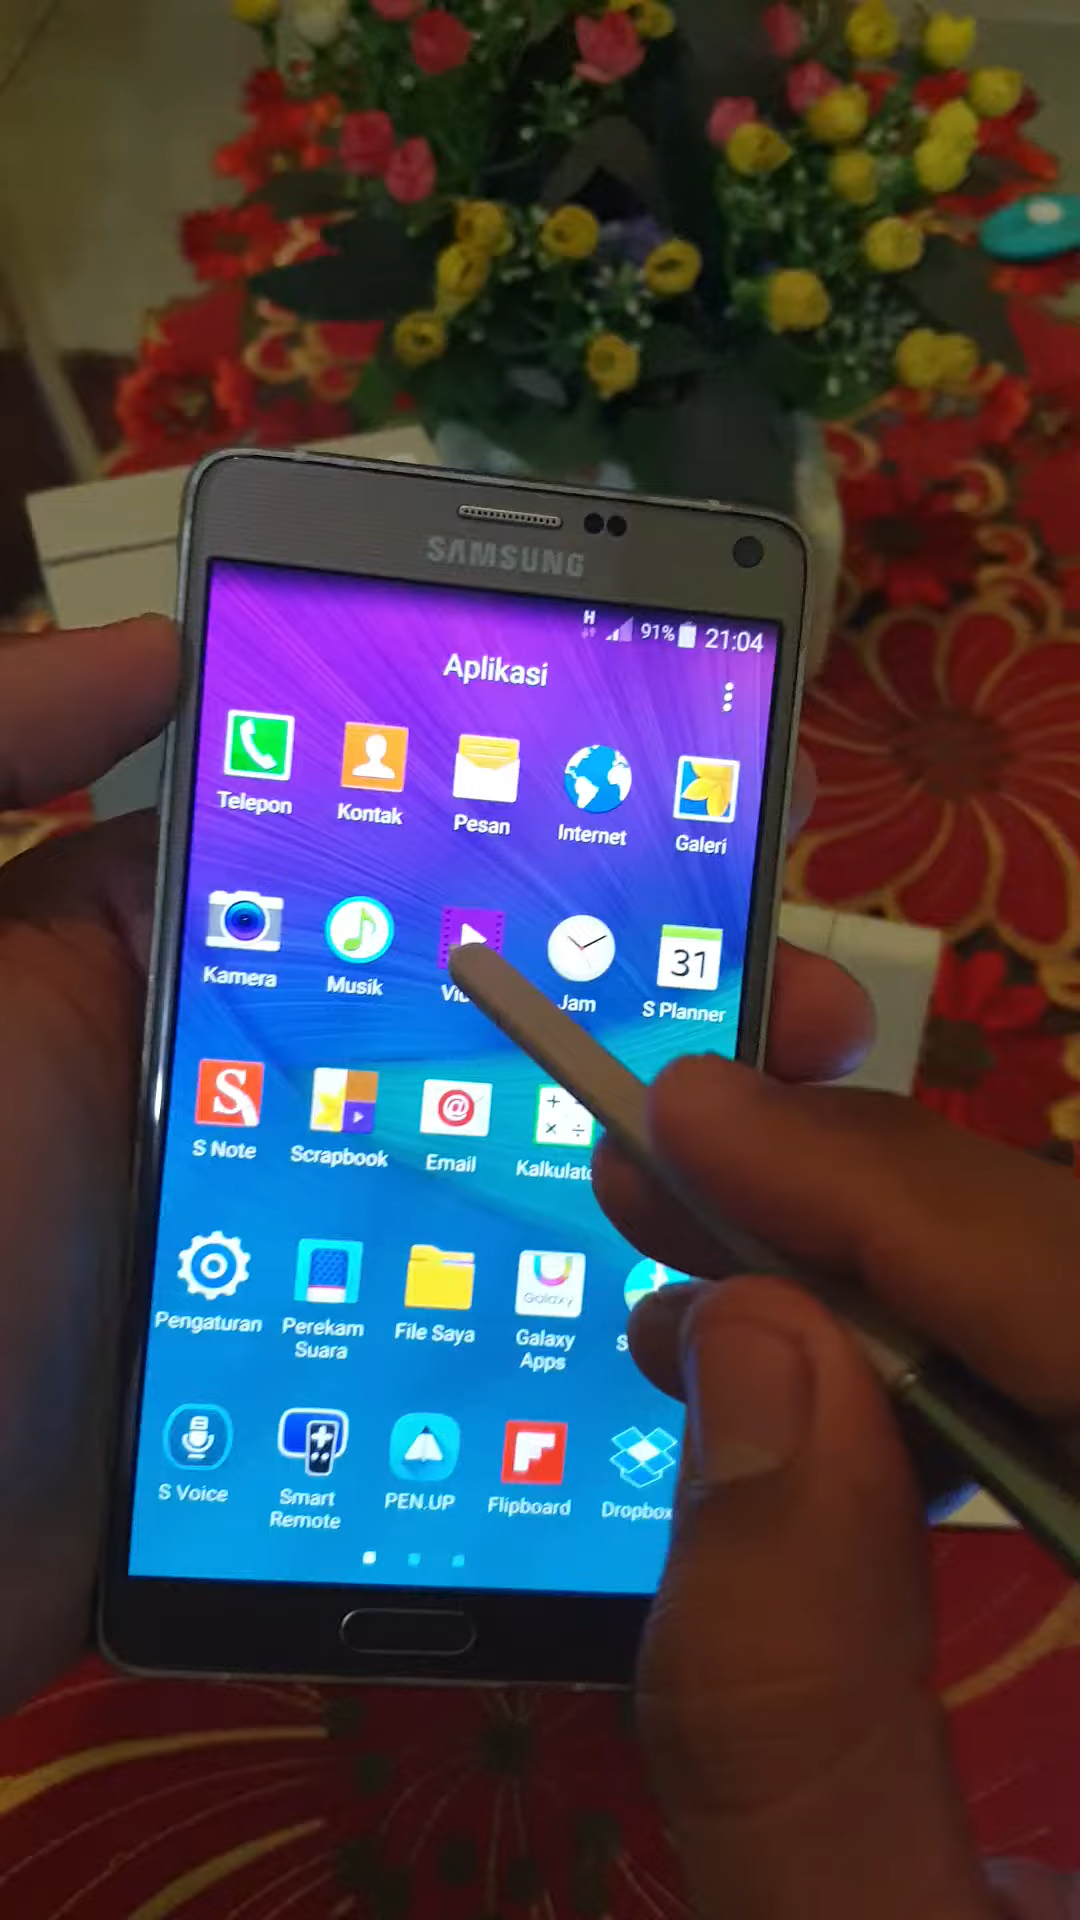 SAMSUNG
H 91% 21:04
Aplikasi
Telepon Kontak Pesan Internet Galeri
31
Kamera Musik Jam S Planner
S Note Scrapbook Email
Galaxy
Pengaturan Perekam Suara File Saya Galaxy Apps
S Voice Smart Remote PEN.UP Flipboard Dropbox